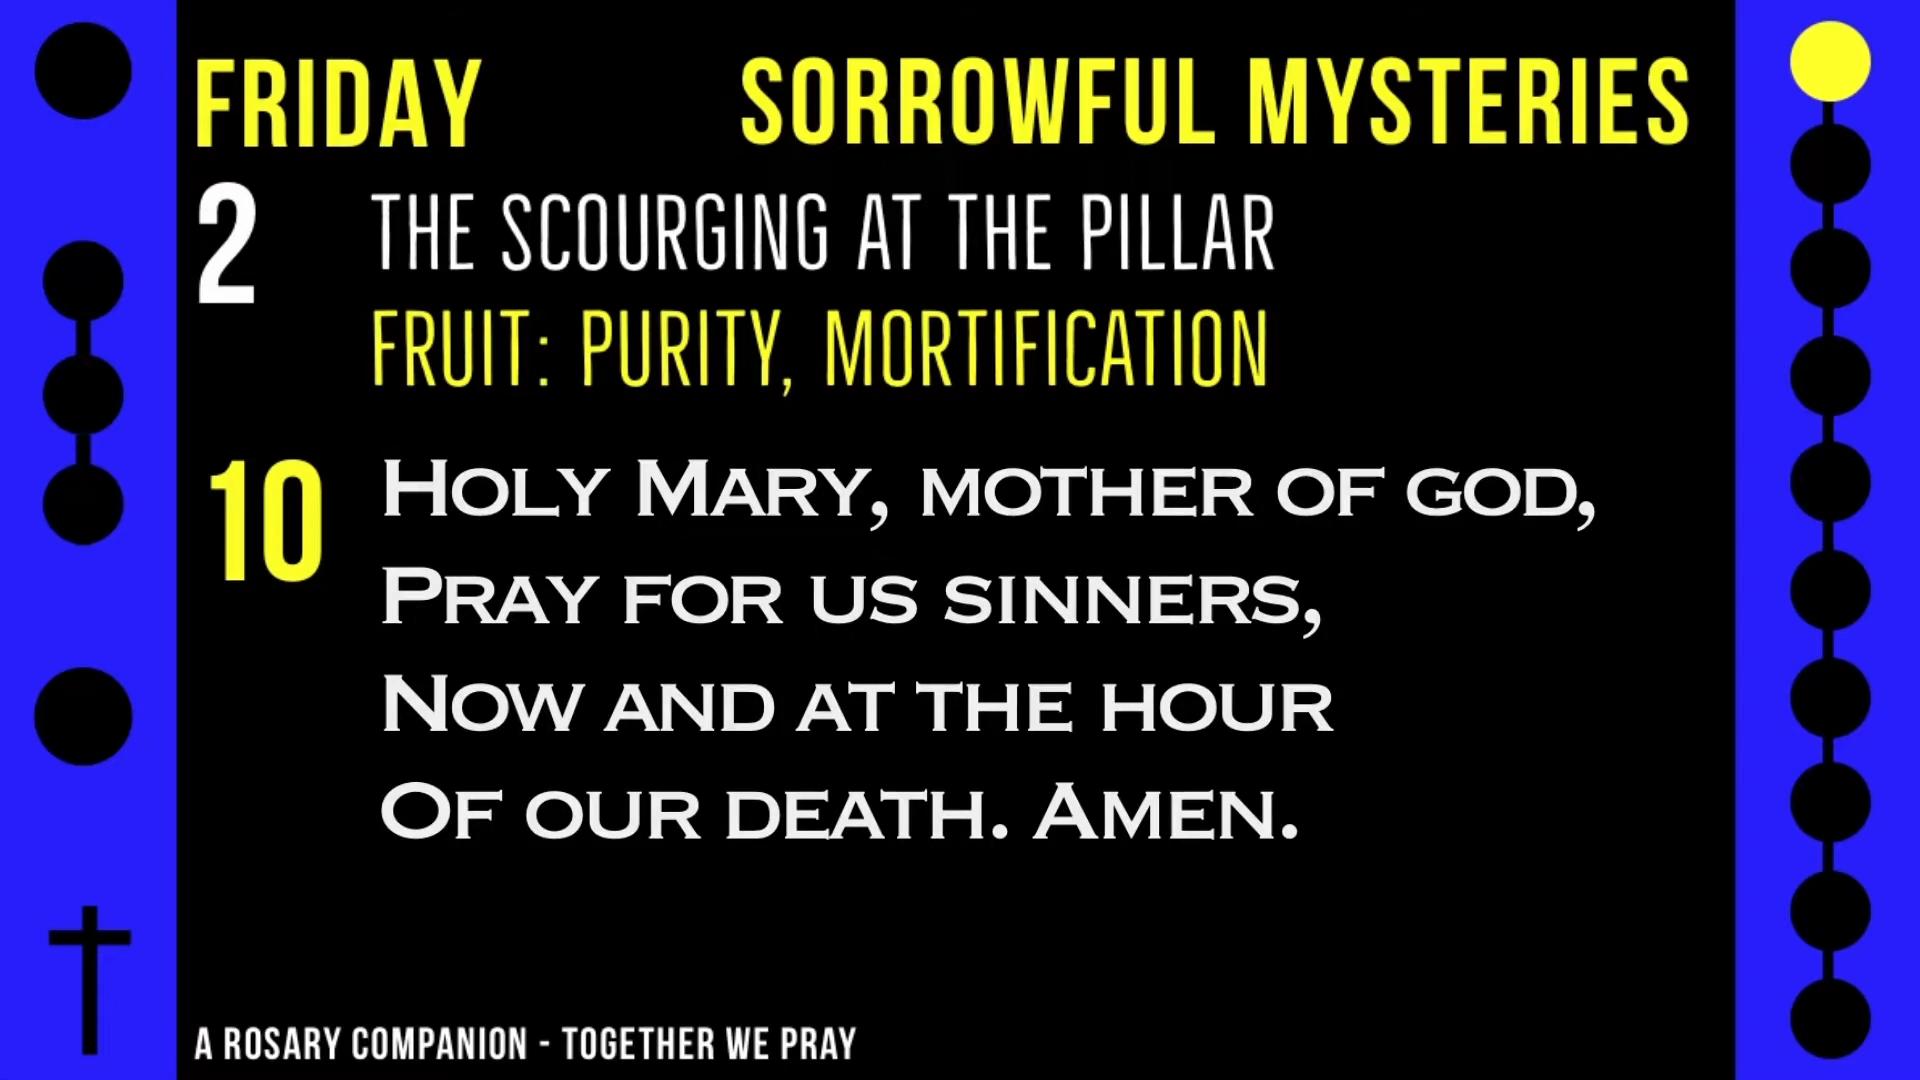 FRIDAY SORROWFUL MYSTERIES
2 THE SCOURGING AT THE PILLAR
FRUIT: PURITY, MORTIFICATION
10 HOLY MARY, MOTHER OF GOD,
PRAY FOR US SINNERS,
NOW AND AT THE HOUR
OF OUR DEATH. AMEN.
A ROSARY COMPANION - TOGETHER WE PRAY